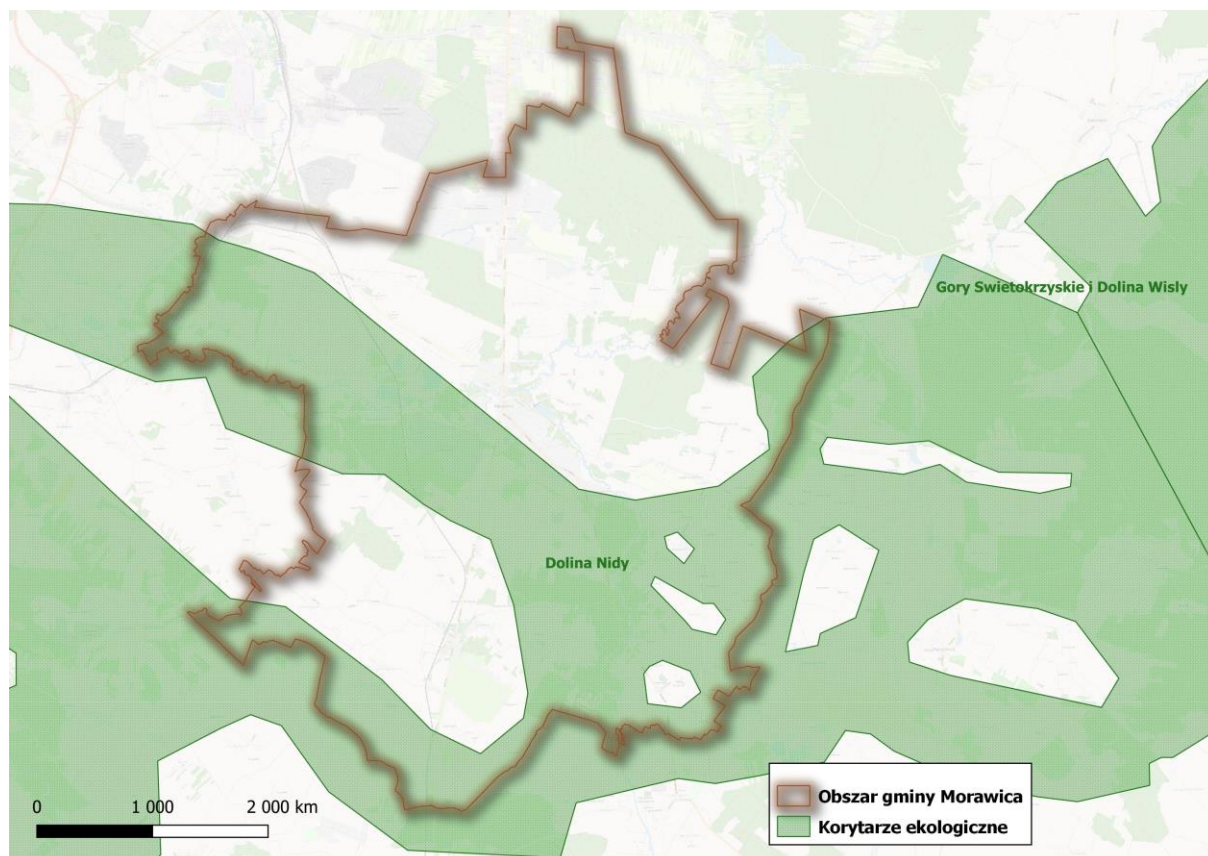 Gory Swietokrzyskie i Dolina Wisly
Dolina Nidy
0 1 000 2 000 km
Obszar gminy Morawica
Korytarze ekologiczne